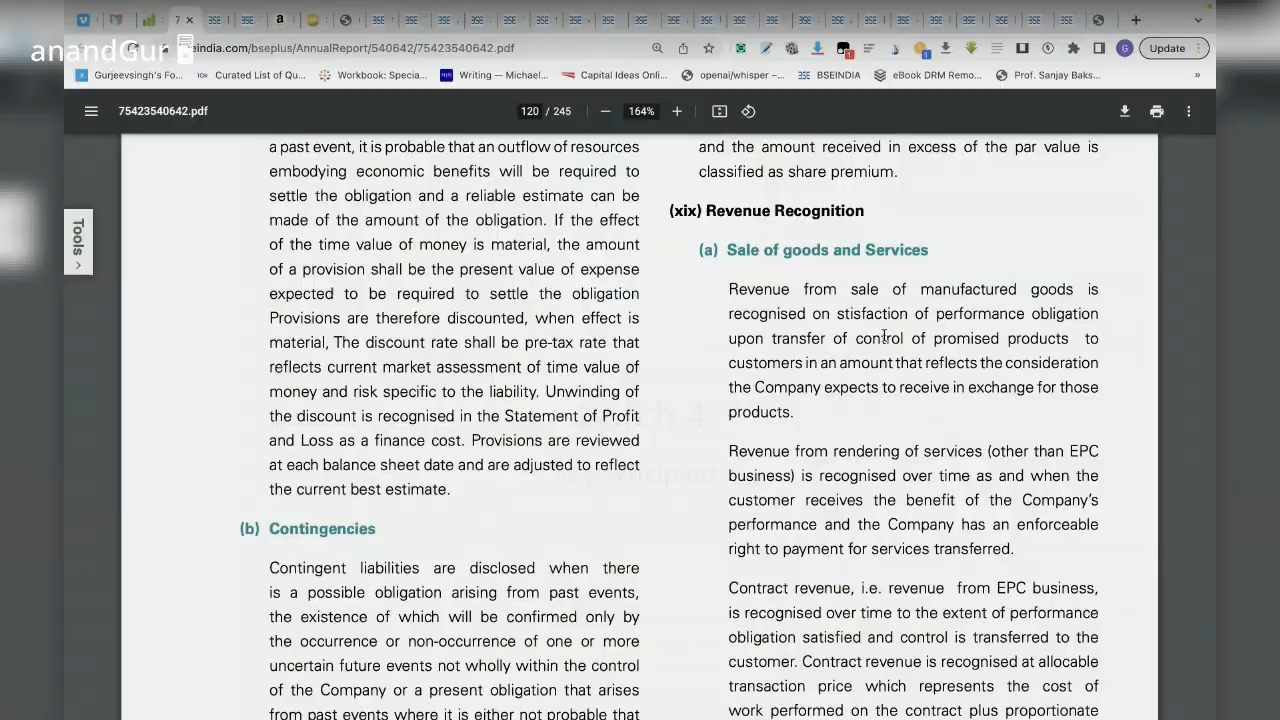 anandGur
7
eindia.com/bseplus/AnnualReport/540642/75423540642.pdf
G
Update
Gurjeevsingh's Fo...
Curated List of Qu...
Workbook: Specia...
Writing – Michael...
Capital Ideas Onli...
openai/whisper –...
BSEINDIA
eBook DRM Remo...
Prof. Sanjay Baks...
»
75423540642.pdf
120 / 245
164%
Tools >
a past event, it is probable that an outflow of resources
embodying economic benefits will be required to
settle the obligation and a reliable estimate can be
made of the amount of the obligation. If the effect
of the time value of money is material, the amount
of a provision shall be the present value of expense
expected to be required to settle the obligation
Provisions are therefore discounted, when effect is
material, The discount rate shall be pre-tax rate that
reflects current market assessment of time value of
money and risk specific to the liability. Unwinding of
the discount is recognised in the Statement of Profit
and Loss as a finance cost. Provisions are reviewed
at each balance sheet date and are adjusted to reflect
the current best estimate.
(b) Contingencies
Contingent liabilities are disclosed when there
is a possible obligation arising from past events,
the existence of which will be confirmed only by
the occurrence or non-occurrence of one or more
uncertain future events not wholly within the control
of the Company or a present obligation that arises
from past events where it is either not probable that
and the amount received in excess of the par value is
classified as share premium.
(xix) Revenue Recognition
(a) Sale of goods and Services
Revenue from sale of manufactured goods is
recognised on stisfaction of performance obligation
upon transfer of control of promised products to
customers in an amount that reflects the consideration
the Company expects to receive in exchange for those
products.
Revenue from rendering of services (other than EPC
business) is recognised over time as and when the
customer receives the benefit of the Company's
performance and the Company has an enforceable
right to payment for services transferred.
Contract revenue, i.e. revenue from EPC business,
is recognised over time to the extent of performance
obligation satisfied and control is transferred to the
customer. Contract revenue is recognised at allocable
transaction price which represents the cost of
work performed on the contract plus proportionate